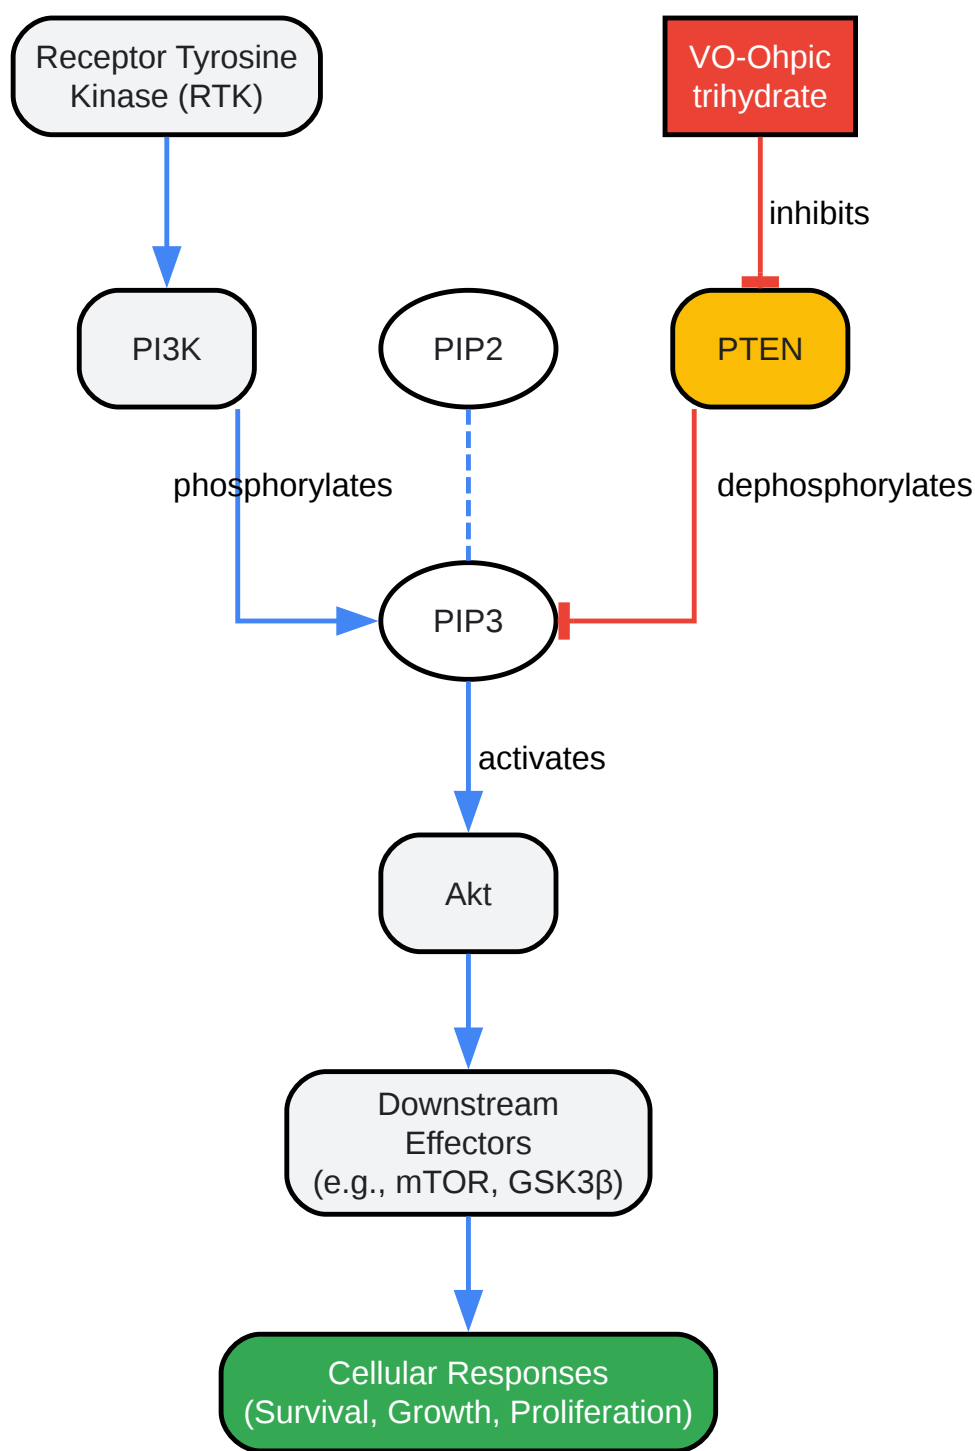 Receptor Tyrosine
Kinase (RTK)
VO-Ohpic
trihydrate
inhibits
PI3K
PIP2
PTEN
phosphorylates
dephosphorylates
PIP3
activates
Akt
Downstream
Effectors
(e.g., mTOR, GSK3β)
Cellular Responses
(Survival, Growth, Proliferation)